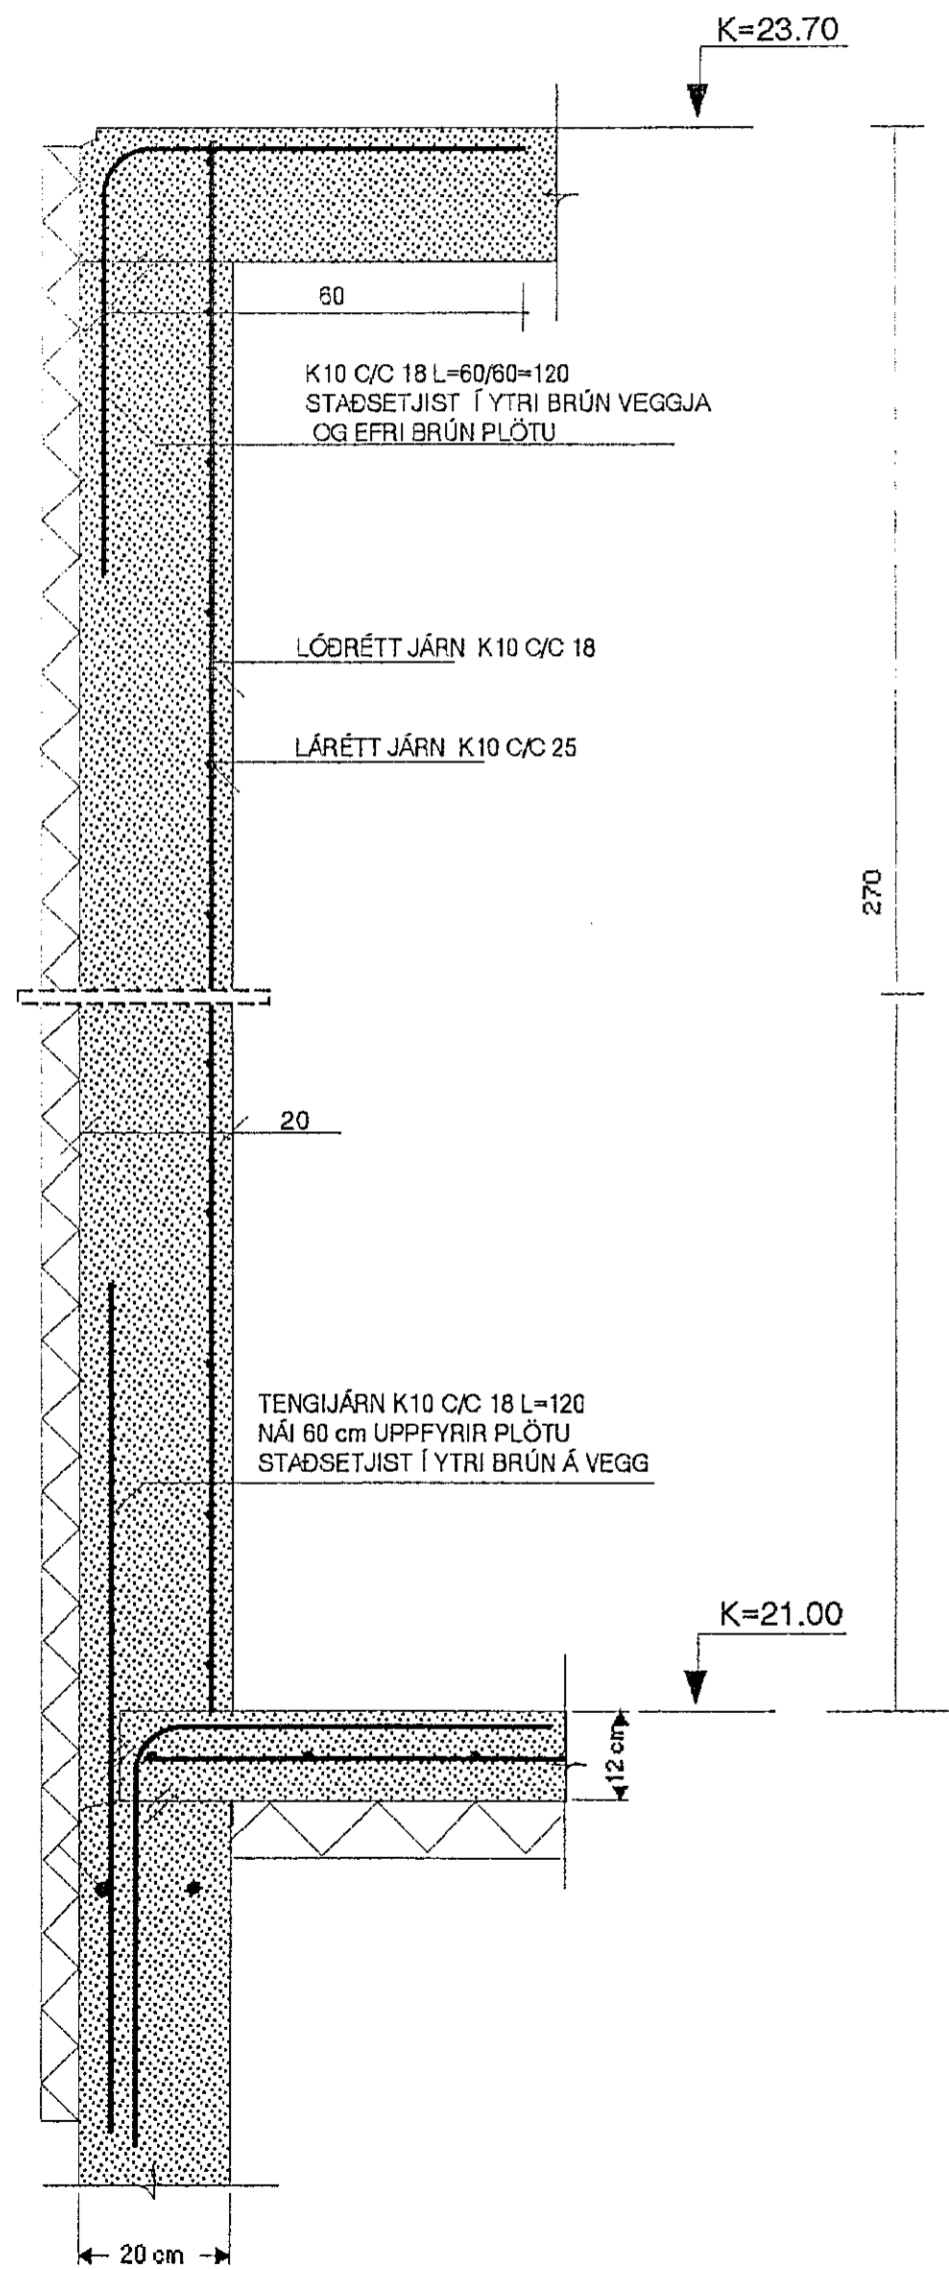 K=23.70
60
K10 C/C 18 L=60/60=120
STAÐSETJIST Í YTRI BRÚN VEGGJA
OG EFRI BRÚN PLÖTU
LÓÐRÉTT JÁRN K10 C/C 18
LÁRÉTT JÁRN K10 C/C 25
270
20
TENGIJÁRN K10 C/C 18 L=120
NÁI 60 cm UPPFYRIR PLÖTU
STAÐSETJIST Í YTRI BRÚN Á VEGG
K=21.00
12 cm
20 cm